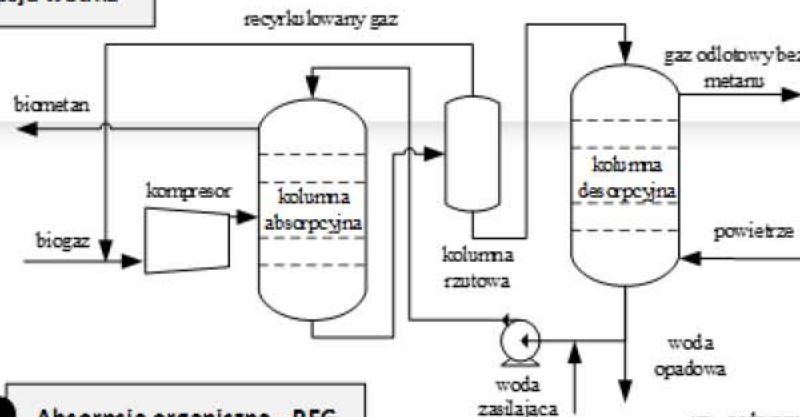 recyrkulowany gaz
gaz odlotowy bez
metanu
biometan
kolumna
desorpcyjna
kompresor
kolumna
absorpcyjna
biogaz
powietrze
kolumna
rzutowa
woda
opadowa
woda
zasilająca
Absorpcja organiczna - PEG